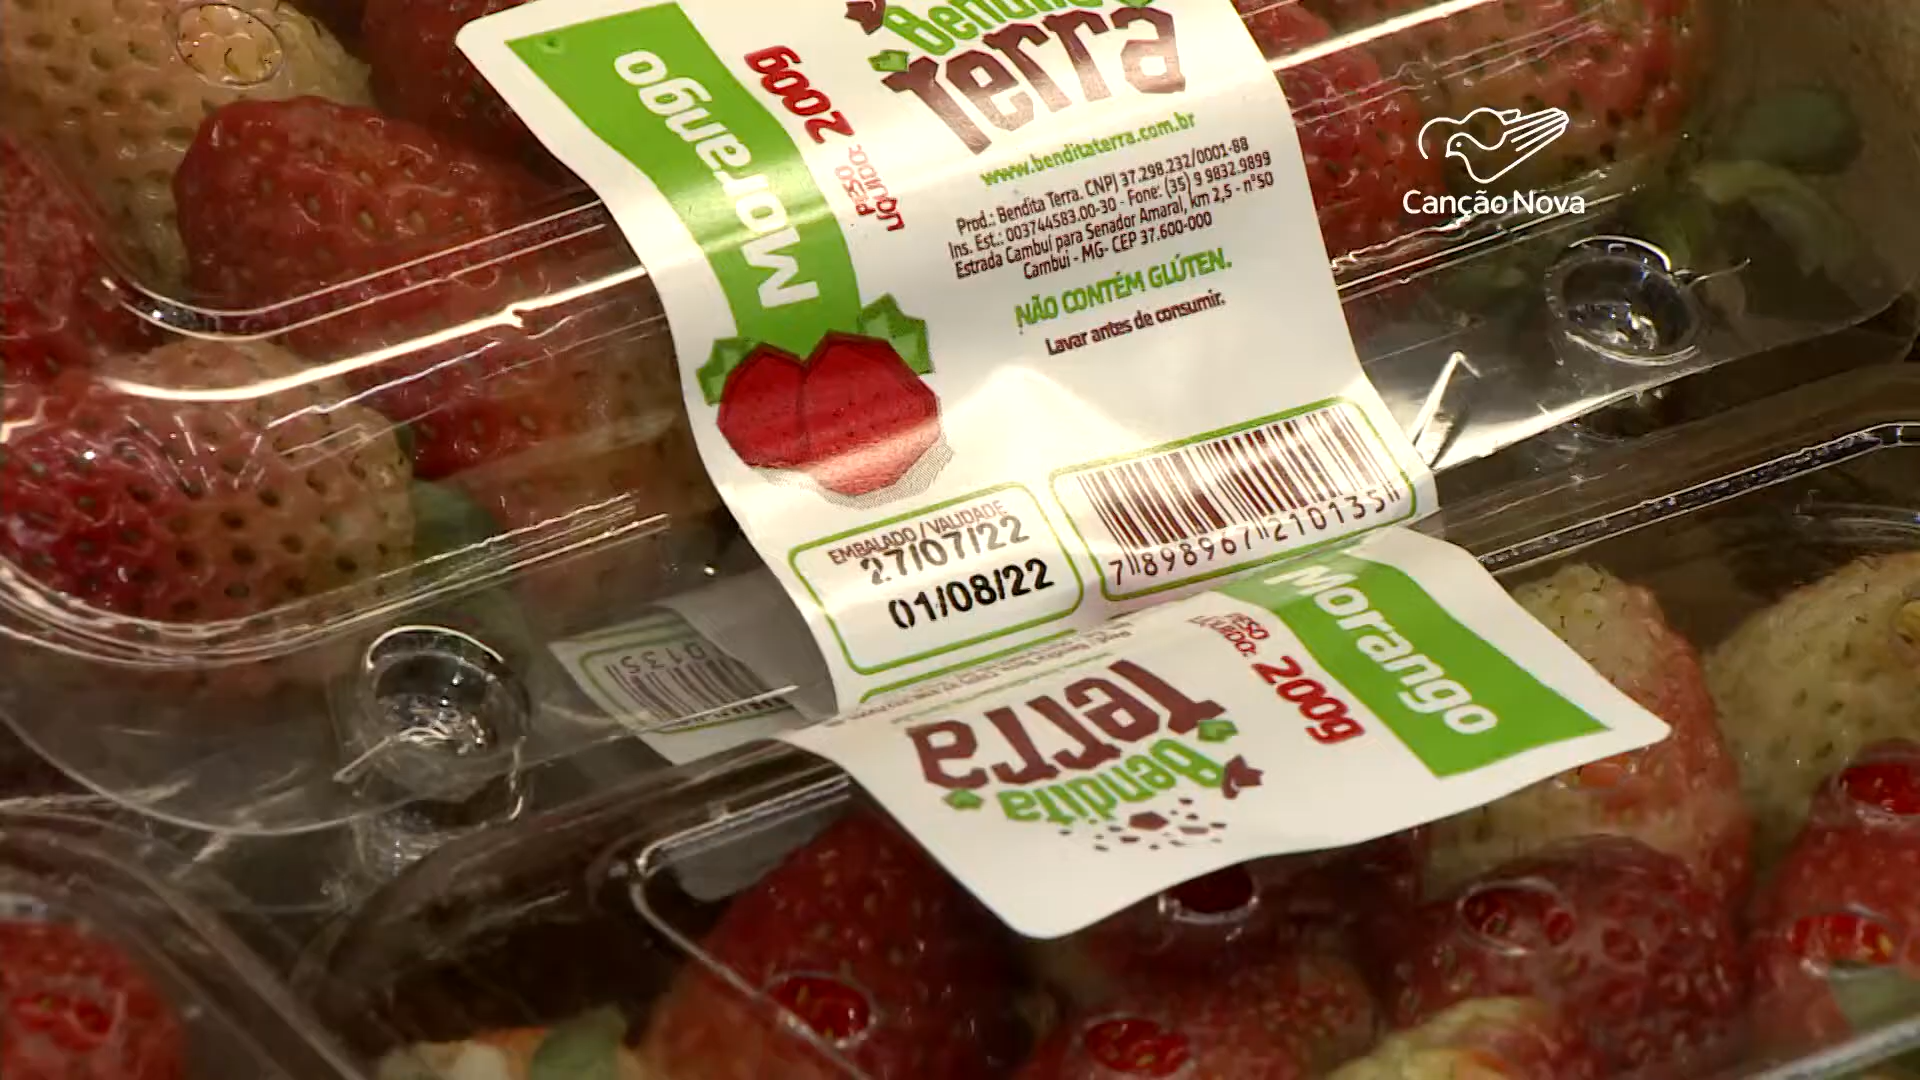 Bendita
Terra
Morango
PESO
LÍQUIDO:
200g
www.benditaterra.com.br
Prod.: Bendita Terra. CNPJ 37.298.232/0001-88
Ins. Est.: 003744583.00-30 - Fone: (35) 9 9832.9899
Estrada Cambuí para Senador Amaral, km 2,5 - n°50
Cambuí - MG- CEP 37.600-000
NÃO CONTÉM GLÚTEN.
Lavar antes de consumir.
EMBALADO / VALIDADE
27/07/22
01/08/22
7 898967 210135
Canção Nova
Morango
PESO
LÍQUIDO:
200g
Bendita
Terra
0135